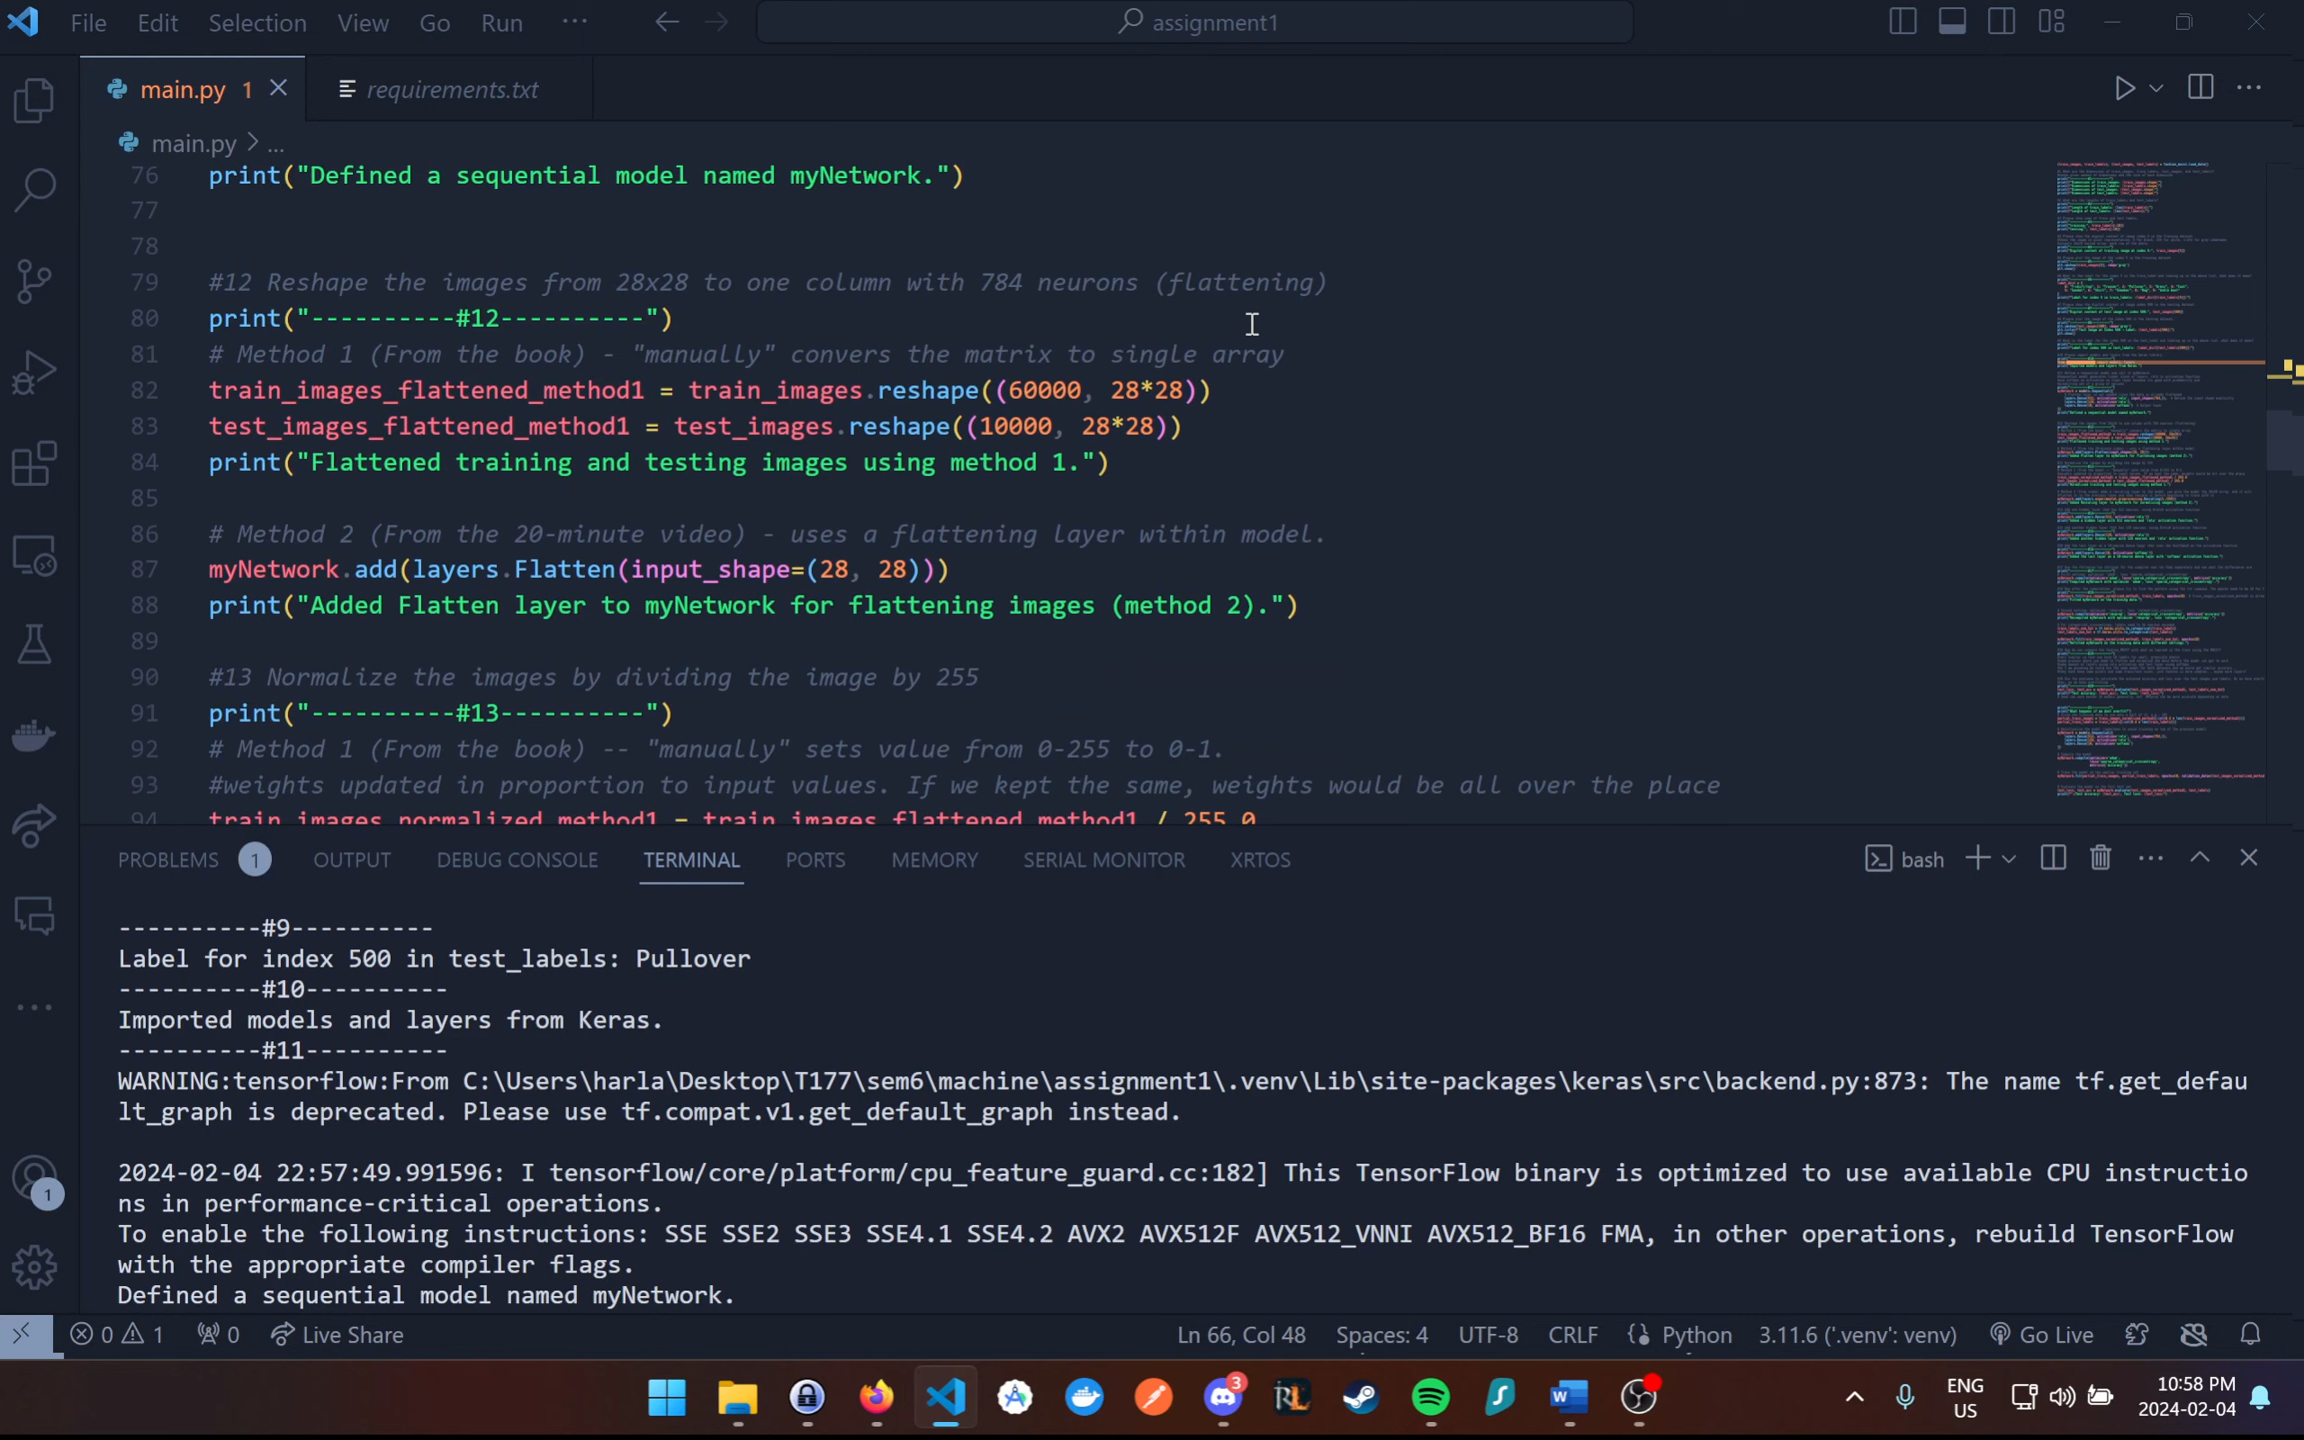 File Edit Selection View Go Run ··· assignment1
main.py 1 requirements.txt
main.py > ...
76 print("Defined a sequential model named myNetwork.")
77
78
79 #12 Reshape the images from 28x28 to one column with 784 neurons (flattening)
80 print("----------#12----------")
81 # Method 1 (From the book) - "manually" convers the matrix to single array
82 train_images_flattened_method1 = train_images.reshape((60000, 28*28))
83 test_images_flattened_method1 = test_images.reshape((10000, 28*28))
84 print("Flattened training and testing images using method 1.")
85
86 # Method 2 (From the 20-minute video) - uses a flattening layer within model.
87 myNetwork.add(layers.Flatten(input_shape=(28, 28)))
88 print("Added Flatten layer to myNetwork for flattening images (method 2).")
89
90 #13 Normalize the images by dividing the image by 255
91 print("----------#13----------")
92 # Method 1 (From the book) -- "manually" sets value from 0-255 to 0-1.
93 #weights updated in proportion to input values. If we kept the same, weights would be all over the place
94 train_images_normalized_method1 = train_images_flattened_method1 / 255.0
PROBLEMS 1 OUTPUT DEBUG CONSOLE TERMINAL PORTS MEMORY SERIAL MONITOR XRTOS bash
----------#9----------
Label for index 500 in test_labels: Pullover
----------#10----------
Imported models and layers from Keras.
----------#11----------
WARNING:tensorflow:From C:\Users\harla\Desktop\T177\sem6\machine\assignment1\.venv\Lib\site-packages\keras\src\backend.py:873: The name tf.get_defau
lt_graph is deprecated. Please use tf.compat.v1.get_default_graph instead.
2024-02-04 22:57:49.991596: I tensorflow/core/platform/cpu_feature_guard.cc:182] This TensorFlow binary is optimized to use available CPU instructio
ns in performance-critical operations.
To enable the following instructions: SSE SSE2 SSE3 SSE4.1 SSE4.2 AVX2 AVX512F AVX512_VNNI AVX512_BF16 FMA, in other operations, rebuild TensorFlow
with the appropriate compiler flags.
Defined a sequential model named myNetwork.
1
0 1 0 Live Share Ln 66, Col 48 Spaces: 4 UTF-8 CRLF Python 3.11.6 ('.venv': venv) Go Live
3 RL ENG US 10:58 PM
2024-02-04